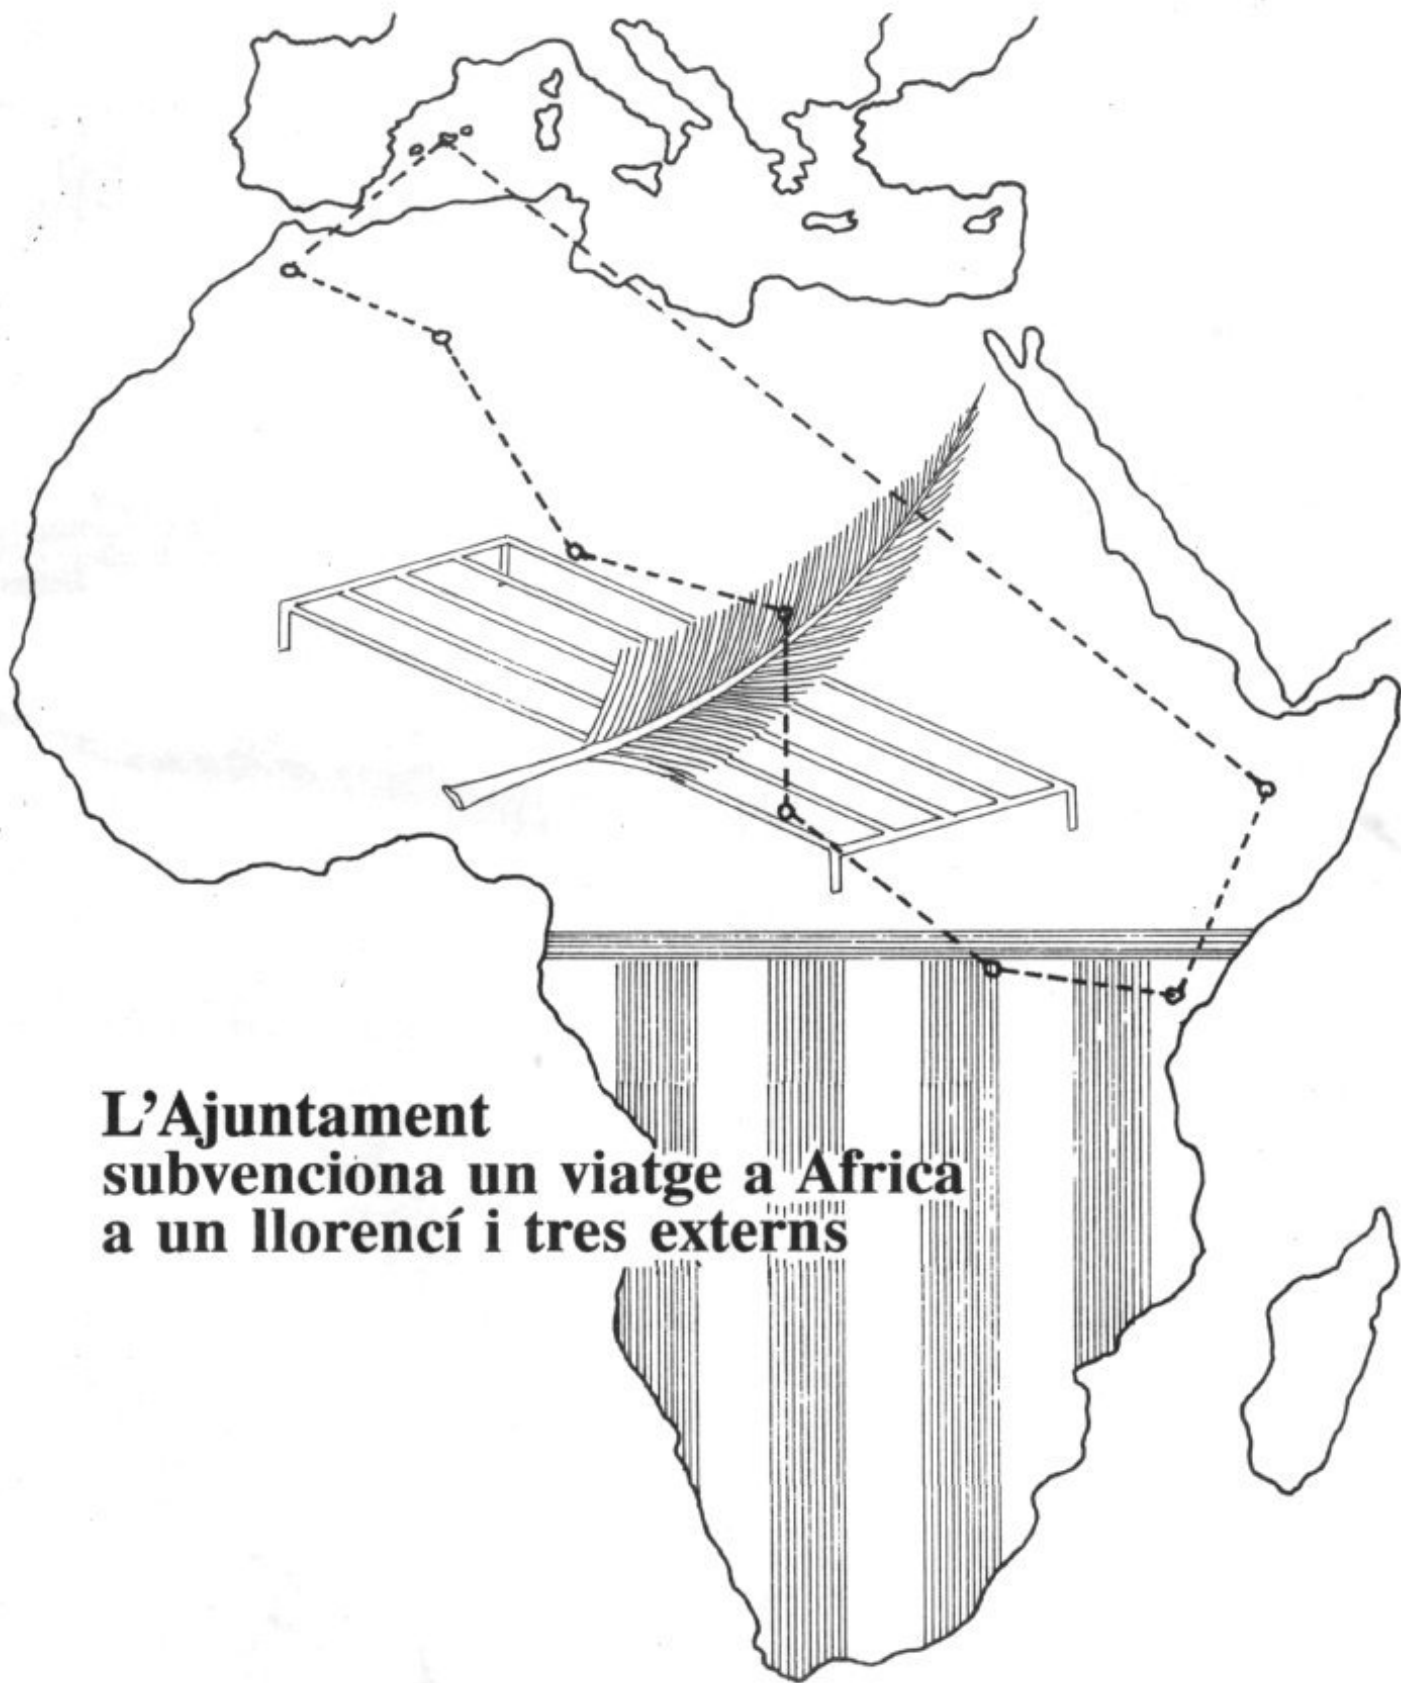 L’Ajuntament
subvenciona un viatge a Africa
a un llorencí i tres externs